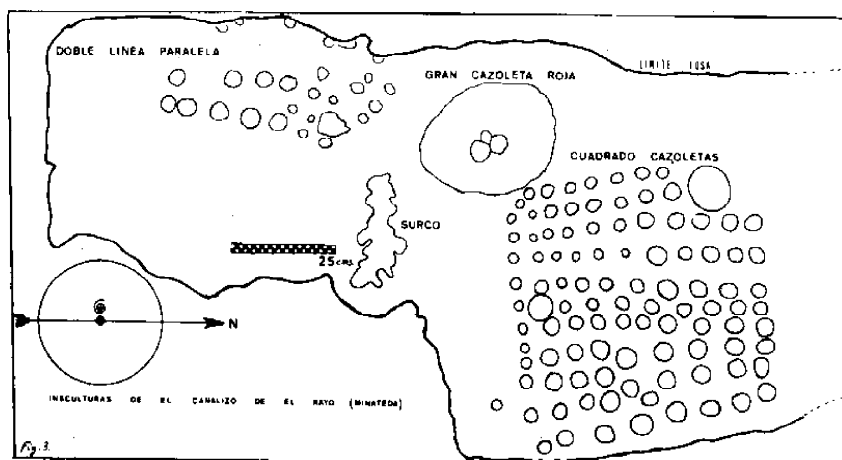 DOBLE LINEA PARALELA
GRAN CAZOLETA ROJA
LIMITE LOSA
CUADRADO CAZOLETAS
SURCO
25 cms.
N
INSCULTURAS DE EL CANALIZO DE EL RAYO (MINATEDA)
Fig. 3.